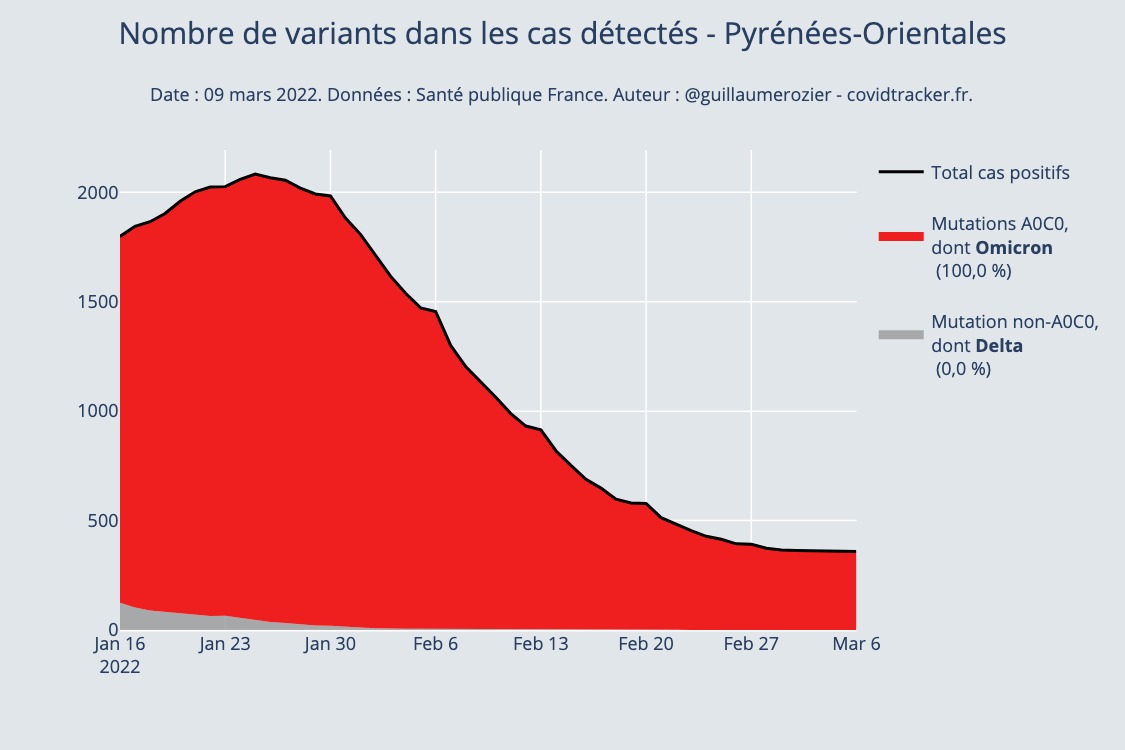 Nombre de variants dans les cas détectés - Pyrénées-Orientales
Date : 09 mars 2022. Données : Santé publique France. Auteur : @guillaumerozier - covidtracker.fr.
Total cas positifs
Mutations A0C0,
dont Omicron
(100,0 %)
Mutation non-A0C0,
dont Delta
(0,0 %)
2000
1500
1000
500
0
Jan 16 Jan 23 Jan 30 Feb 6 Feb 13 Feb 20 Feb 27 Mar 6
2022